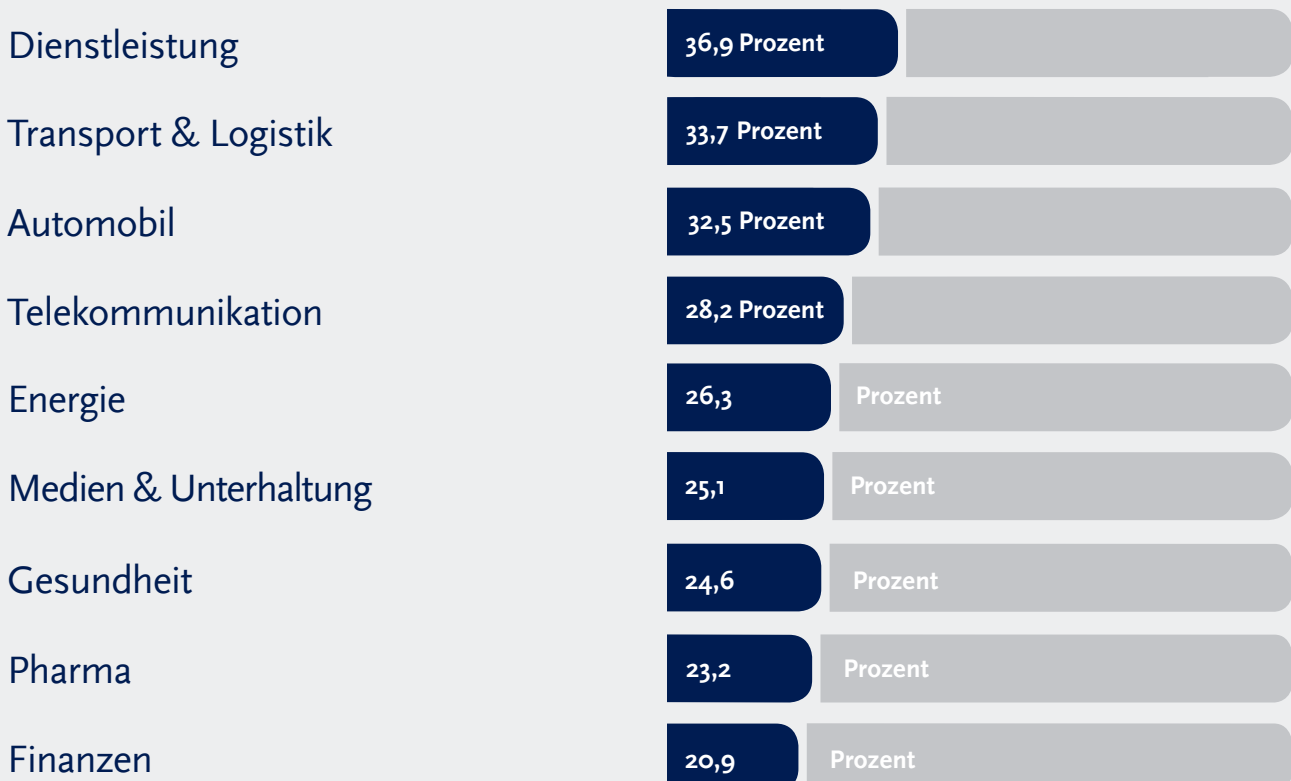 Dienstleistung 36,9 Prozent
Transport & Logistik 33,7 Prozent
Automobil 32,5 Prozent
Telekommunikation 28,2 Prozent
Energie 26,3 Prozent
Medien & Unterhaltung 25,1 Prozent
Gesundheit 24,6 Prozent
Pharma 23,2 Prozent
Finanzen 20,9 Prozent